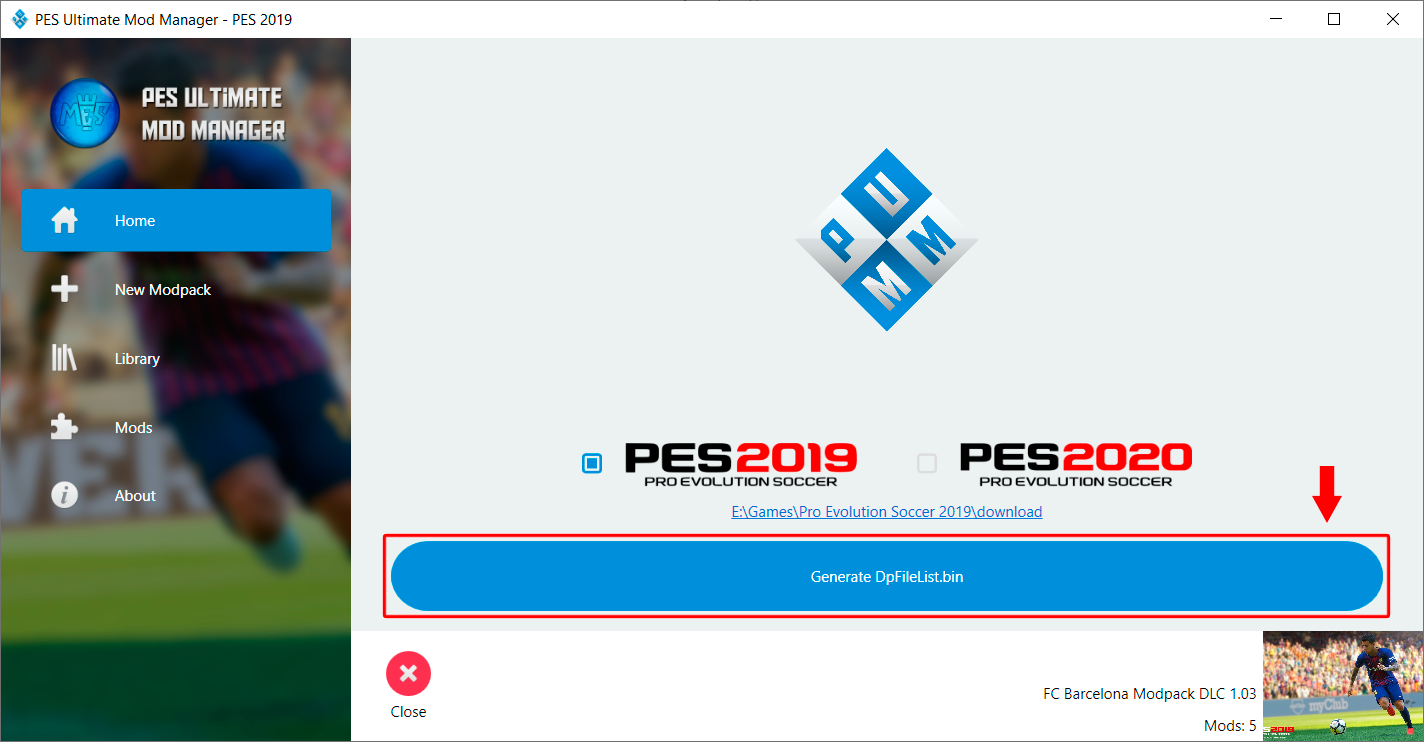 PES Ultimate Mod Manager - PES 2019
PES ULTiMATE
MOD MANAGER
Home
New Modpack
Library
Mods
About
P U M M
PES2019
PRO EVOLUTION SOCCER
PES2020
PRO EVOLUTION SOCCER
E:\Games\Pro Evolution Soccer 2019\download
Generate DpFileList.bin
Close
FC Barcelona Modpack DLC 1.03
Mods: 5
myClub
PES2019